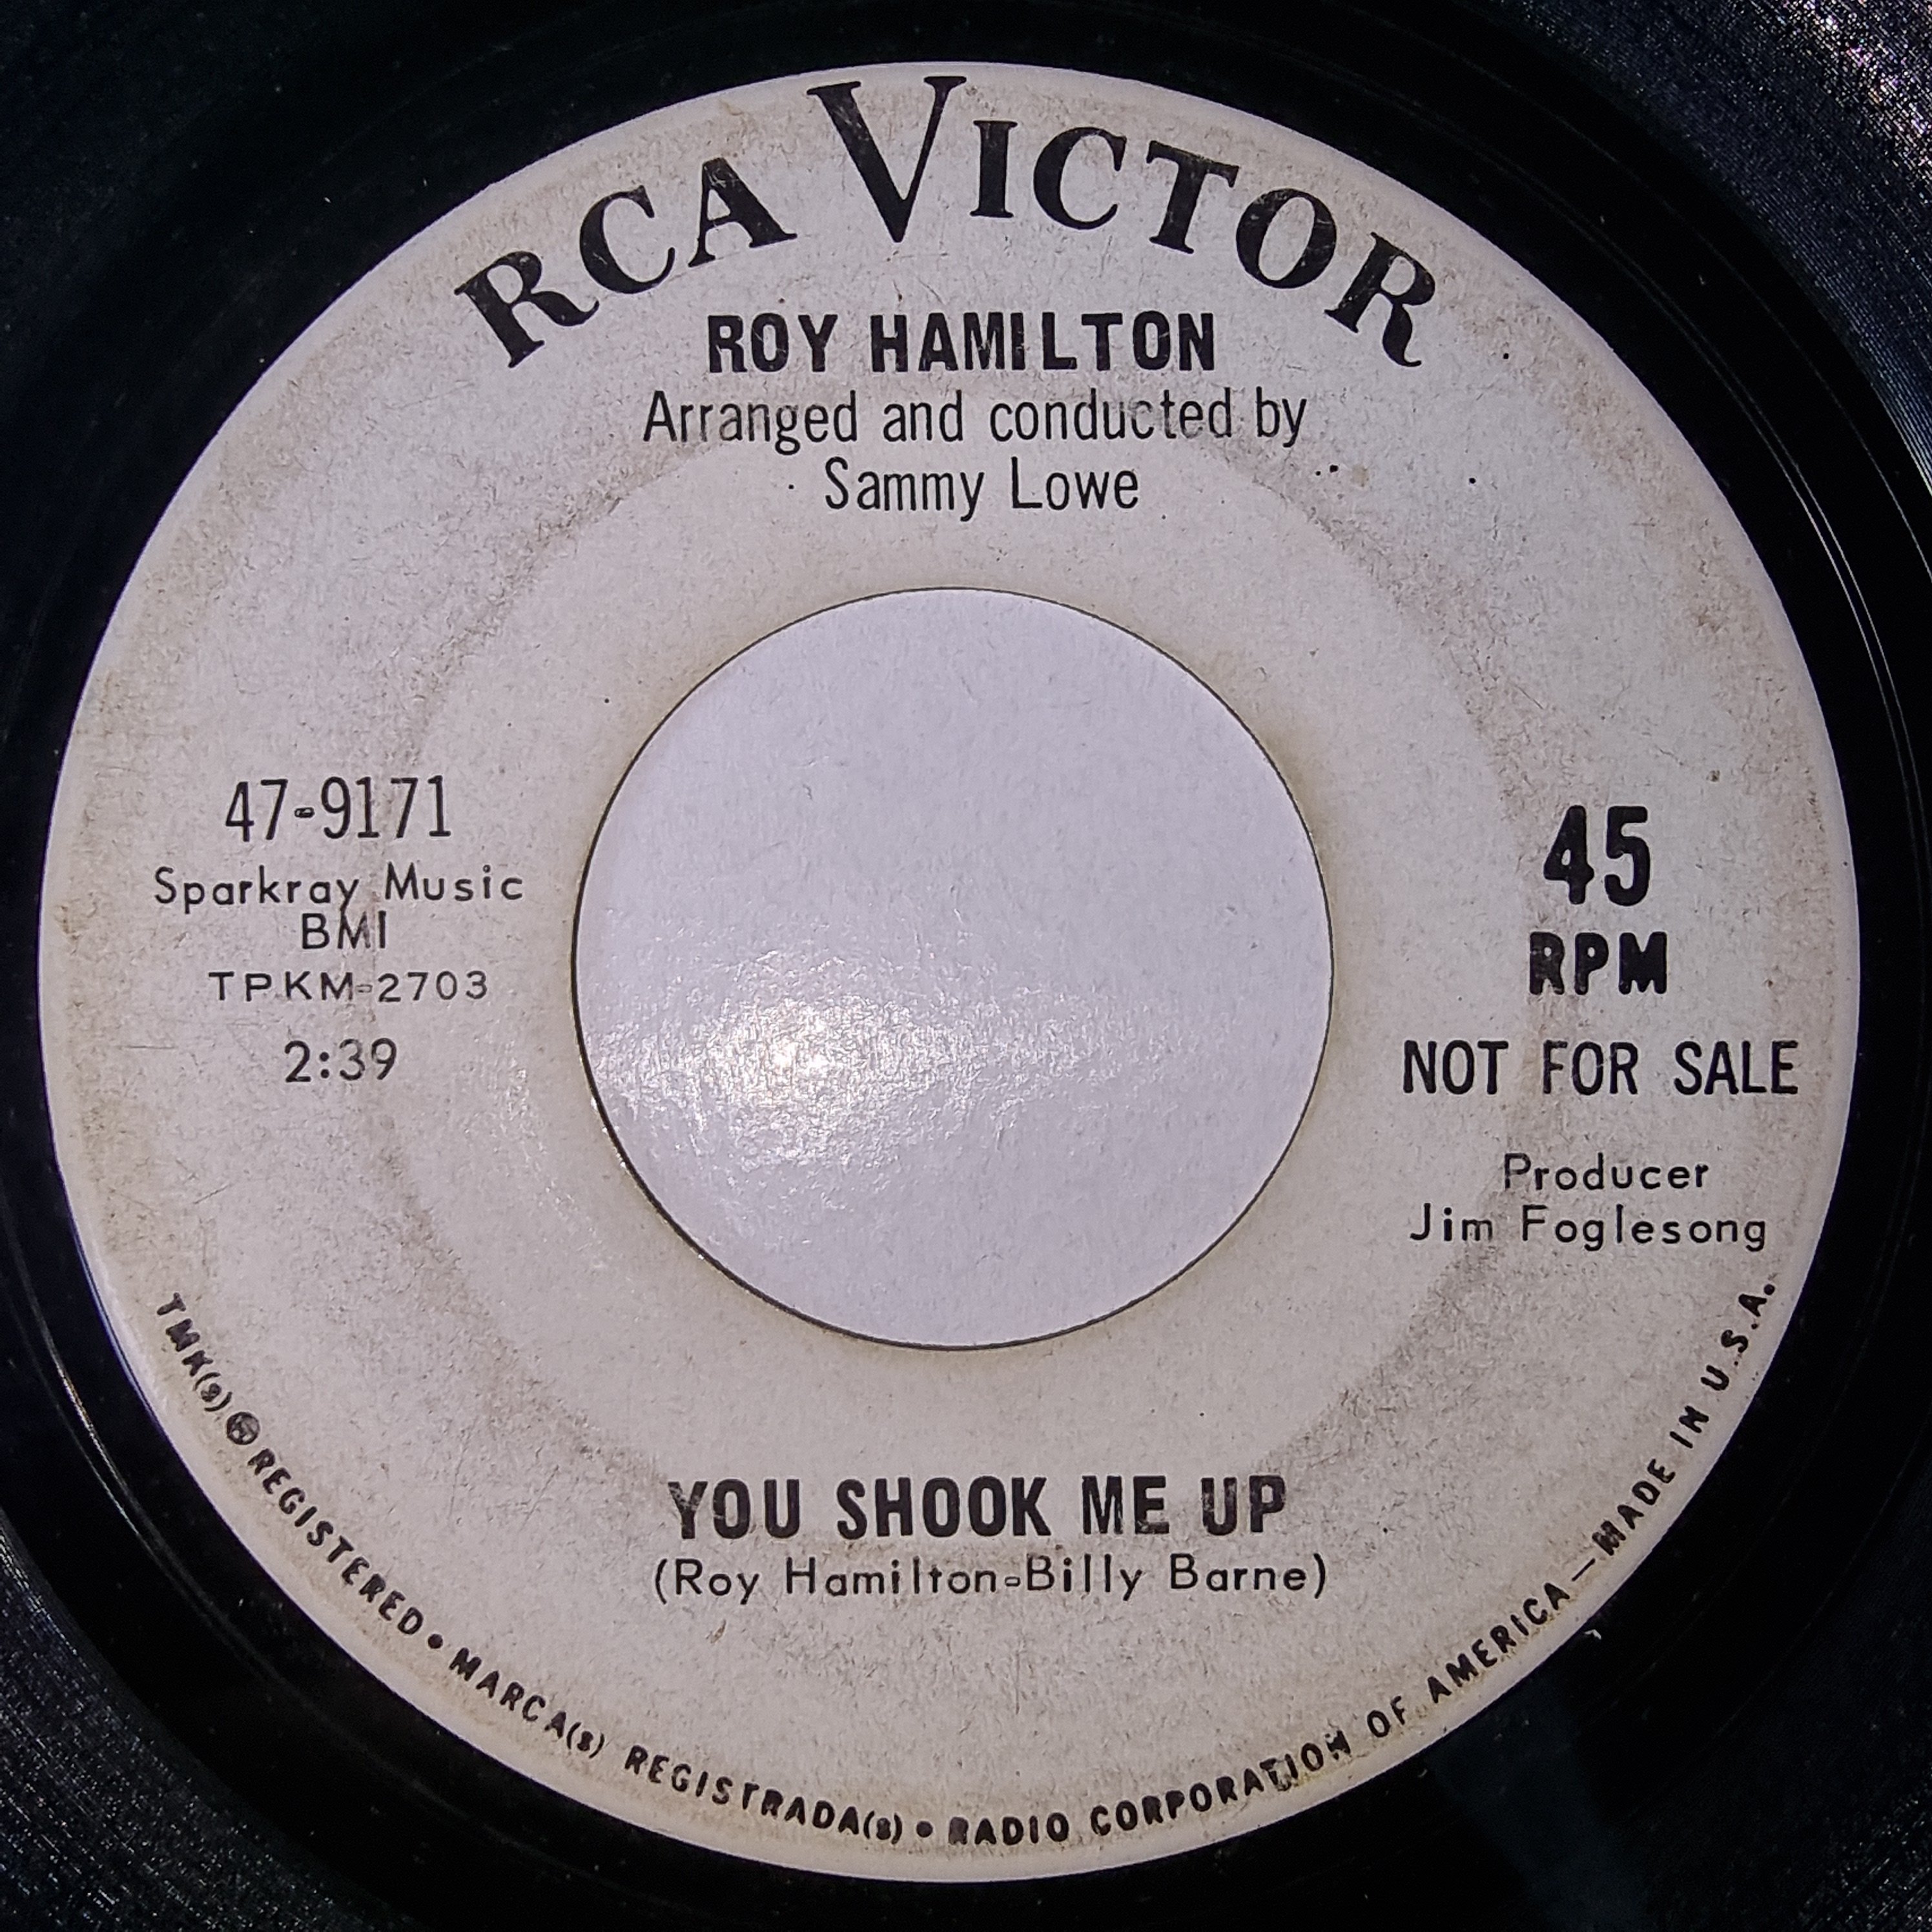 RCA VICTOR
ROY HAMILTON
Arranged and conducted by
Sammy Lowe
47-9171
Sparkray Music
BMI
TPKM-2703
2:39
45
RPM
NOT FOR SALE
Producer
Jim Foglesong
YOU SHOOK ME UP
(Roy Hamilton-Billy Barne)
TMK(s) ® REGISTERED • MARCA(s) REGISTRADA(s) • RADIO CORPORATION OF AMERICA—MADE IN U.S.A.